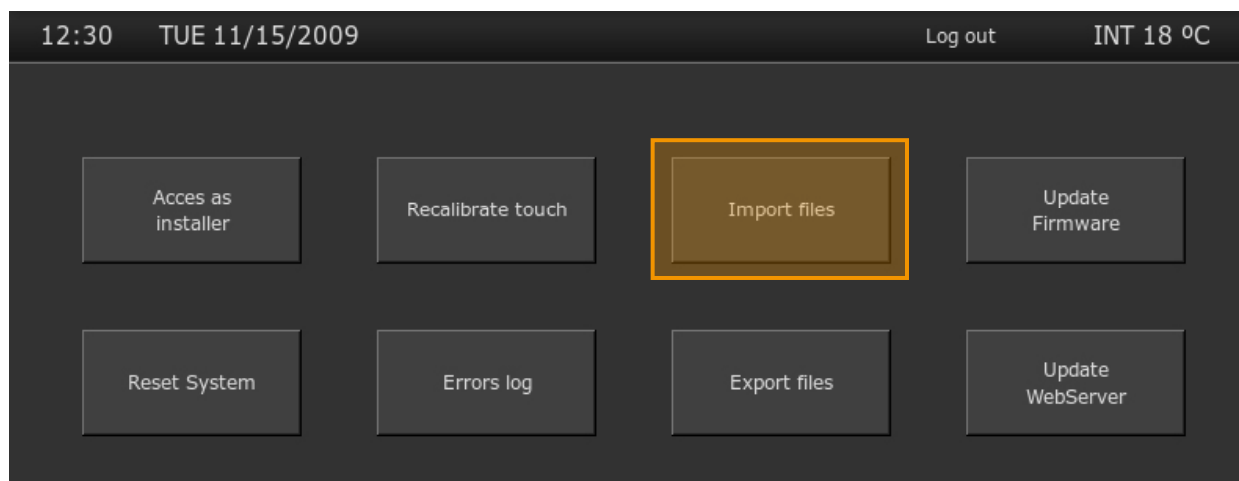 12:30 TUE 11/15/2009 Log out INT 18 ºC
Acces as
installer
Recalibrate touch
Import files
Update
Firmware
Reset System
Errors log
Export files
Update
WebServer